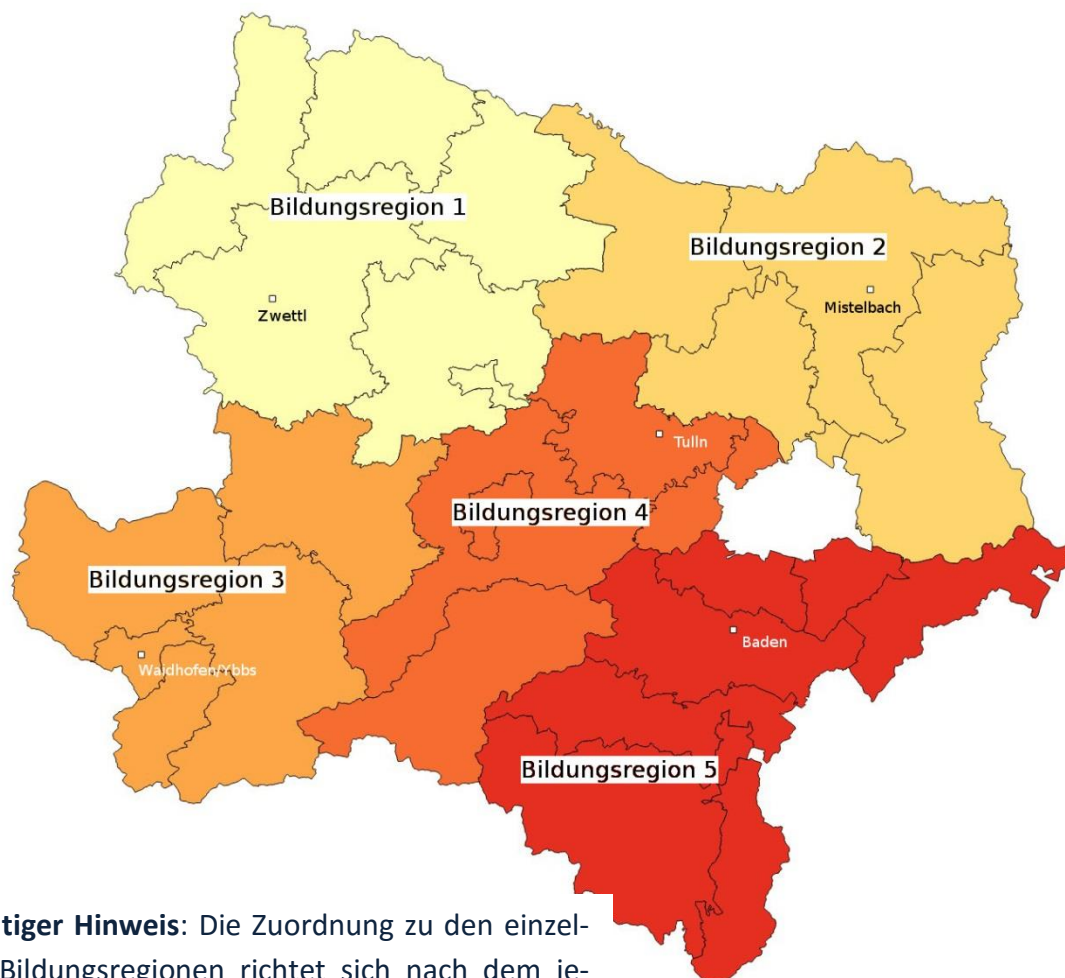 Bildungsregion 1
Bildungsregion 2
Zwettl
Mistelbach
Tulln
Bildungsregion 4
Bildungsregion 3
Baden
Waidhofen/Ybbs
Bildungsregion 5
tiger Hinweis: Die Zuordnung zu den einzel-
Bildungsregionen richtet sich nach dem je-